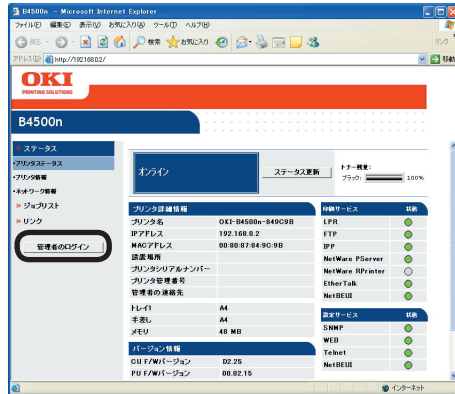 B4500n - Microsoft Internet Explorer
ファイル(F) 編集(E) 表示(V) お気に入り(A) ツール(T) ヘルプ(H)
戻る 検索 お気に入り リンク
アドレス(D) http://192.168.0.2/ 移動
OKI
PRINTING SOLUTIONS
B4500n
ステータス
プリンタステータス
プリンタ情報
ネットワーク情報
ジョブリスト
リンク
管理者のログイン
オンライン
ステータス更新
トナー残量:
ブラック: 100%
プリンタ詳細情報
プリンタ名 OKI-B4500n-849C9B
IPアドレス 192.168.0.2
MACアドレス 00:80:87:84:9C:9B
設置場所
プリンタシリアルナンバー
プリンタ管理番号
管理者の連絡先
トレイ1 A4
手差し A4
メモリ 48 MB
バージョン情報
CU F/Wバージョン 02.25
PU F/Wバージョン 00.02.15
印刷サービス 状態
LPR
FTP
IPP
NetWare PServer
NetWare RPrinter
EtherTalk
NetBEUI
設定サービス 状態
SNMP
WEB
Telnet
NetBEUI
インターネット